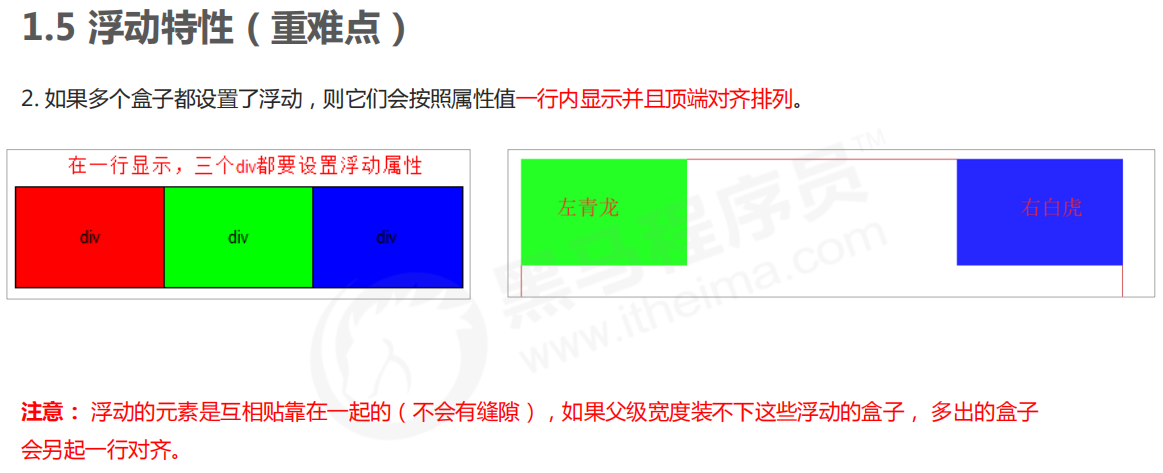 1.5 浮动特性（重难点）
2. 如果多个盒子都设置了浮动，则它们会按照属性值一行内显示并且顶端对齐排列。
在一行显示，三个div都要设置浮动属性
div
div
div
左青龙
右白虎
黑马程序员TM
www.itheima.com
注意： 浮动的元素是互相贴靠在一起的（不会有缝隙），如果父级宽度装不下这些浮动的盒子， 多出的盒子
会另起一行对齐。